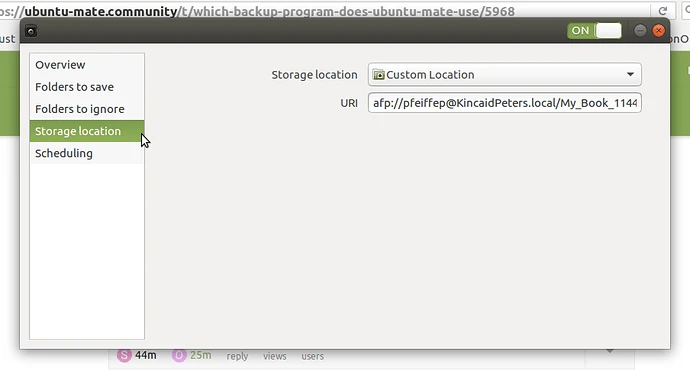 ps://ubuntu-mate.community/t/which-backup-program-does-ubuntu-mate-use/5968
ON
Overview
Folders to save
Folders to ignore
Storage location
Scheduling
Storage location
Custom Location
URI
afp://pfeiffep@KincaidPeters.local/My_Book_1144
S 44m
O 25m
reply
views
users